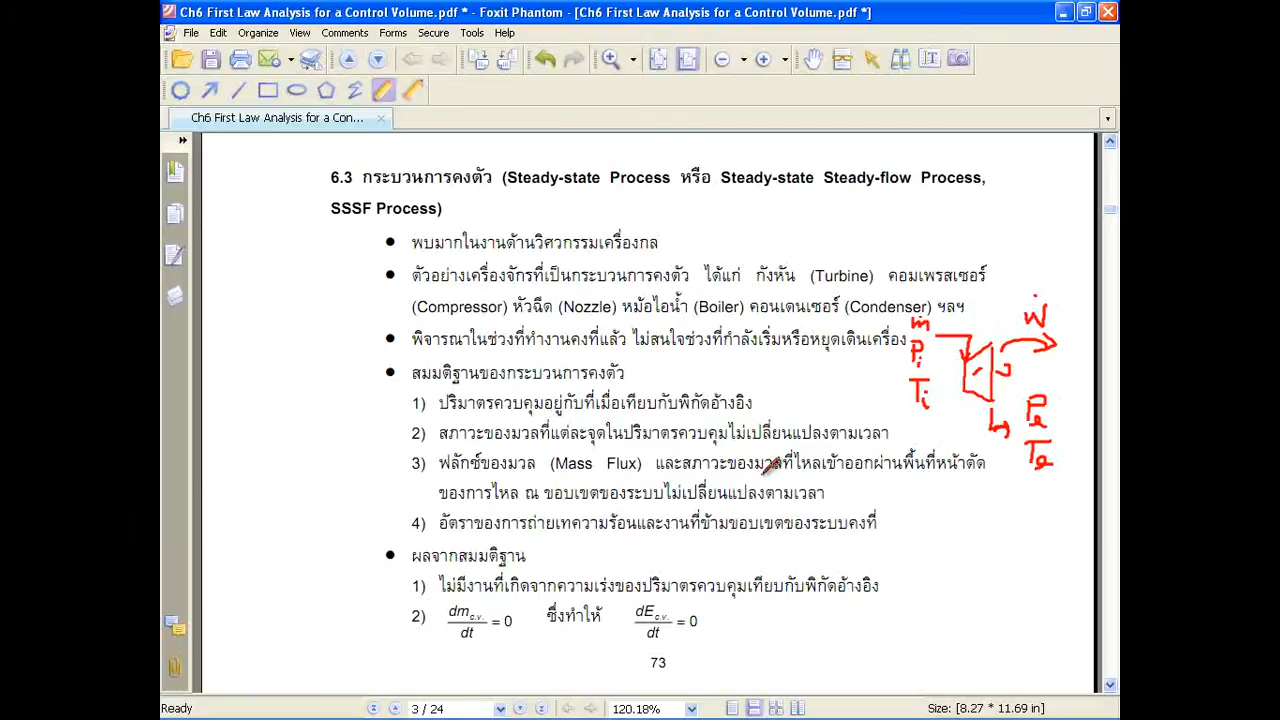 Ch6 First Law Analysis for a Control Volume.pdf * - Foxit Phantom - [Ch6 First Law Analysis for a Control Volume.pdf *]
File Edit Organize View Comments Forms Secure Tools Help
Ch6 First Law Analysis for a Con...
6.3 กระบวนการคงตัว (Steady-state Process หรือ Steady-state Steady-flow Process,
SSSF Process)
● พบมากในงานด้านวิศวกรรมเครื่องกล
● ตัวอย่างเครื่องจักรที่เป็นกระบวนการคงตัว ได้แก่ กังหัน (Turbine) คอมเพรสเซอร์
(Compressor) หัวฉีด (Nozzle) หม้อไอน้ำ (Boiler) คอนเดนเซอร์ (Condenser) ฯลฯ
● พิจารณาในช่วงที่ทำงานคงที่แล้ว ไม่สนใจช่วงที่กำลังเริ่มหรือหยุดเดินเครื่อง
● สมมติฐานของกระบวนการคงตัว
1) ปริมาตรควบคุมอยู่กับที่เมื่อเทียบกับพิกัดอ้างอิง
2) สภาวะของมวลที่แต่ละจุดในปริมาตรควบคุมไม่เปลี่ยนแปลงตามเวลา
3) ฟลักซ์ของมวล (Mass Flux) และสภาวะของมวลที่ไหลเข้าออกผ่านพื้นที่หน้าตัด
ของการไหล ณ ขอบเขตของระบบไม่เปลี่ยนแปลงตามเวลา
4) อัตราของการถ่ายเทความร้อนและงานที่ข้ามขอบเขตของระบบคงที่
● ผลจากสมมติฐาน
1) ไม่มีงานที่เกิดจากความเร่งของปริมาตรควบคุมเทียบกับพิกัดอ้างอิง
2) dm c.v. / dt = 0 ซึ่งทำให้ dE c.v. / dt = 0
73
ṁ
Pi
Ti
Ẇ
Pe
Te
Ready 3 / 24 120.18% Size: [8.27 * 11.69 in]